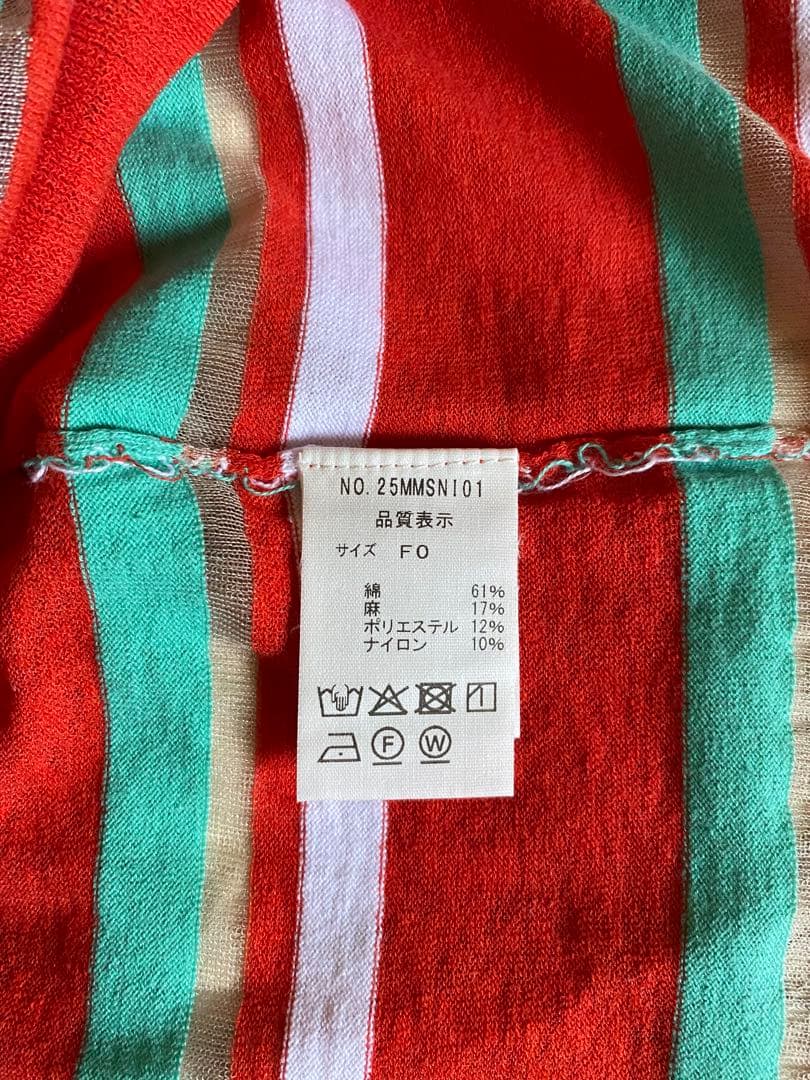 NO.25MMSNI01
品質表示
サイズ FO
綿 61%
麻 17%
ポリエステル 12%
ナイロン 10%
F W